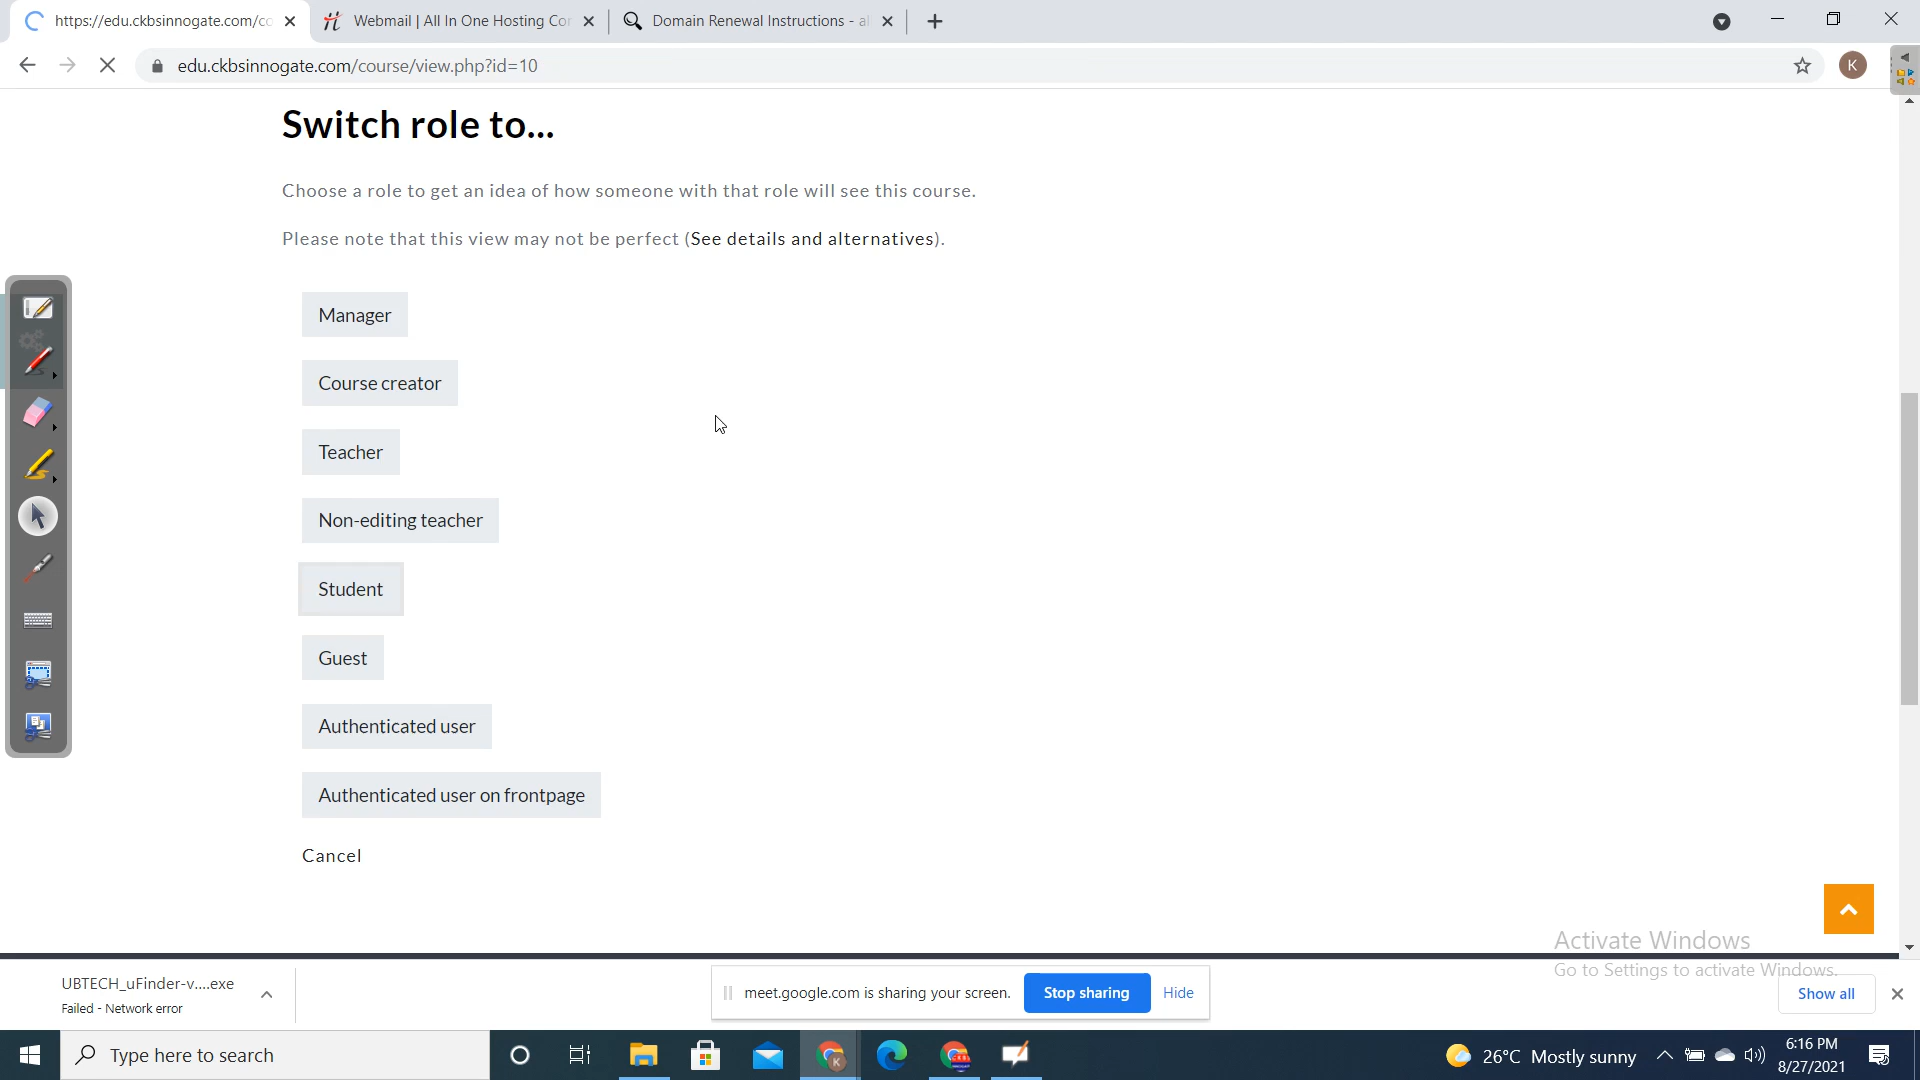 https://edu.ckbsinnogate.com/co
Webmail | All In One Hosting Cor
Domain Renewal Instructions - al
edu.ckbsinnogate.com/course/view.php?id=10
K
Switch role to...
Choose a role to get an idea of how someone with that role will see this course.
Please note that this view may not be perfect (See details and alternatives).
Manager
Course creator
Teacher
Non-editing teacher
Student
Guest
Authenticated user
Authenticated user on frontpage
Cancel
Activate Windows
Go to Settings to activate Windows.
UBTECH_uFinder-v....exe
Failed - Network error
meet.google.com is sharing your screen.
Stop sharing
Hide
Show all
Type here to search
K
26°C Mostly sunny
6:16 PM
8/27/2021